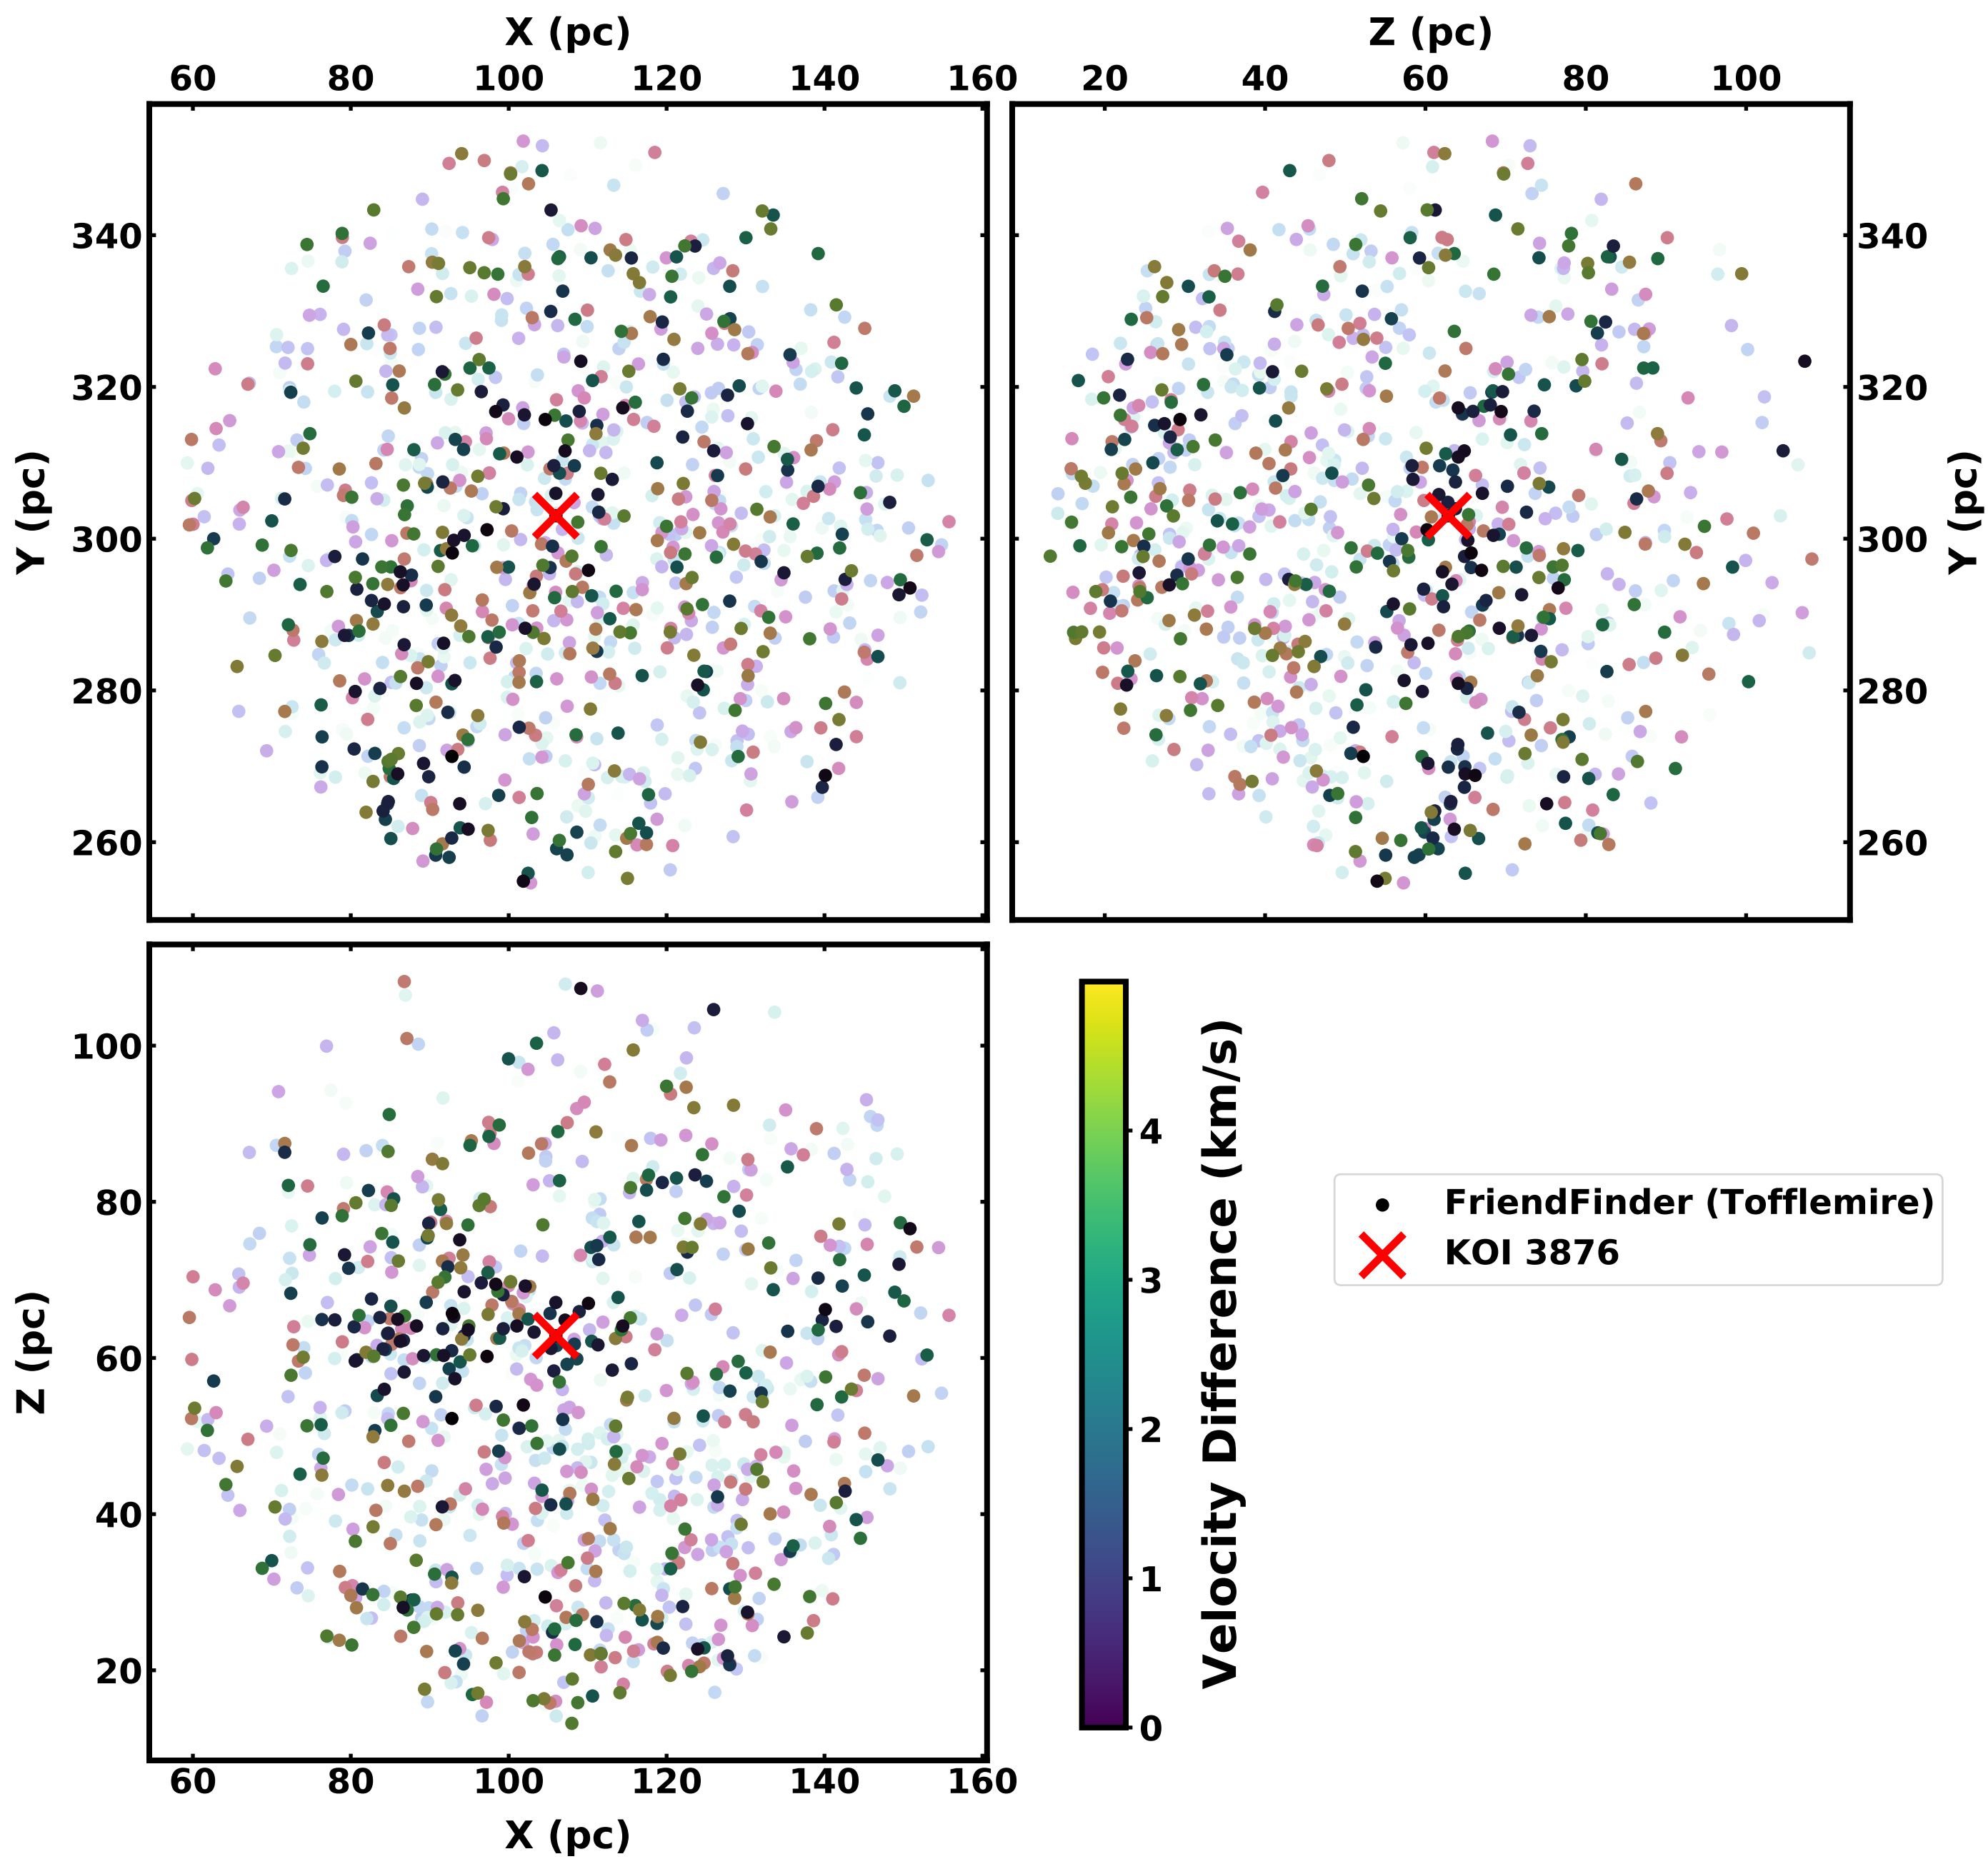 X (pc)
Z (pc)
60 80 100 120 140 160
20 40 60 80 100
340
320
300
280
260
Y (pc)
340
320
300
280
260
Y (pc)
100
80
60
40
20
Z (pc)
60 80 100 120 140 160
X (pc)
4
3
2
1
0
Velocity Difference (km/s)
FriendFinder (Tofflemire)
KOI 3876